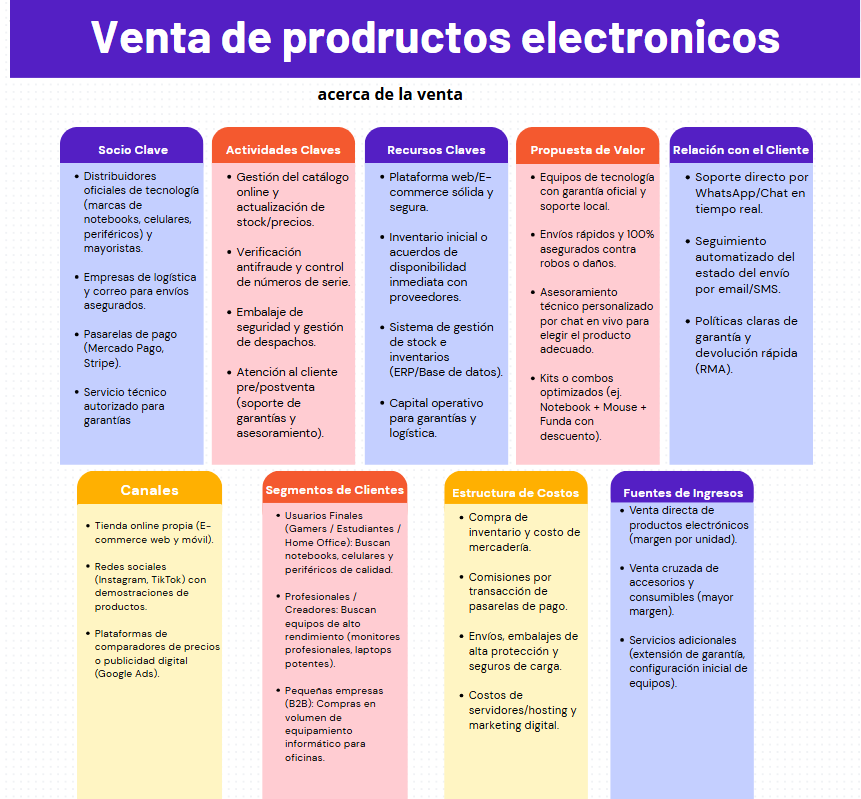 Venta de prodructos electronicos
acerca de la venta
Socio Clave
• Distribuidores
oficiales de tecnología
(marcas de
notebooks, celulares,
periféricos) y
mayoristas.
• Empresas de logística
y correo para envíos
asegurados.
• Pasarelas de pago
(Mercado Pago,
Stripe).
• Servicio técnico
autorizado para
garantías
Actividades Claves
• Gestión del catálogo
online y
actualización de
stock/precios.
• Verificación
antifraude y control
de números de serie.
• Embalaje de
seguridad y gestión
de despachos.
• Atención al cliente
pre/postventa
(soporte de
garantías y
asesoramiento).
Recursos Claves
• Plataforma web/E-
commerce sólida y
segura.
• Inventario inicial o
acuerdos de
disponibilidad
inmediata con
proveedores.
• Sistema de gestión
de stock e
inventarios
(ERP/Base de datos).
• Capital operativo
para garantías y
logística.
Propuesta de Valor
• Equipos de tecnología
con garantía oficial y
soporte local.
• Envíos rápidos y 100%
asegurados contra
robos o daños.
• Asesoramiento
técnico personalizado
por chat en vivo para
elegir el producto
adecuado.
• Kits o combos
optimizados (ej.
Notebook + Mouse +
Funda con
descuento).
Relación con el Cliente
• Soporte directo por
WhatsApp/Chat en
tiempo real.
• Seguimiento
automatizado del
estado del envío
por email/SMS.
• Políticas claras de
garantía y
devolución rápida
(RMA).
Canales
• Tienda online propia (E-
commerce web y móvil).
• Redes sociales
(Instagram, TikTok) con
demostraciones de
productos.
• Plataformas de
comparadores de precios
o publicidad digital
(Google Ads).
Segmentos de Clientes
• Usuarios Finales
(Gamers / Estudiantes /
Home Office): Buscan
notebooks, celulares y
periféricos de calidad.
• Profesionales /
Creadores: Buscan
equipos de alto
rendimiento (monitores
profesionales, laptops
potentes).
• Pequeñas empresas
(B2B): Compras en
volumen de
equipamiento
informático para
oficinas.
Estructura de Costos
• Compra de
inventario y costo de
mercadería.
• Comisiones por
transacción de
pasarelas de pago.
• Envíos, embalajes de
alta protección y
seguros de carga.
• Costos de
servidores/hosting y
marketing digital.
Fuentes de Ingresos
• Venta directa de
productos electrónicos
(margen por unidad).
• Venta cruzada de
accesorios y
consumibles (mayor
margen).
• Servicios adicionales
(extensión de garantía,
configuración inicial de
equipos).